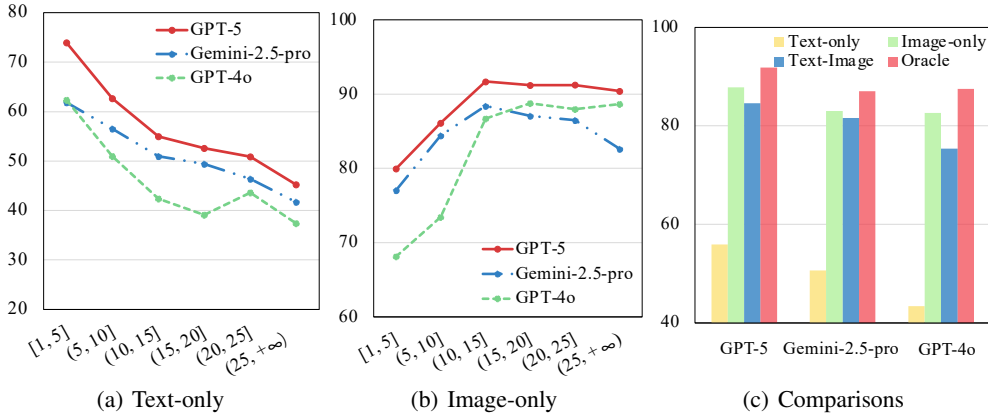 80
70
60
50
40
30
20
GPT-5
Gemini-2.5-pro
GPT-4o
[1, 5]
(5, 10]
(10, 15]
(15, 20]
(20, 25]
(25, +∞)
(a) Text-only
100
90
80
70
60
GPT-5
Gemini-2.5-pro
GPT-4o
[1, 5]
(5, 10]
(10, 15]
(15, 20]
(20, 25]
(25, +∞)
(b) Image-only
100
80
60
40
Text-only
Image-only
Text-Image
Oracle
GPT-5
Gemini-2.5-pro
GPT-4o
(c) Comparisons